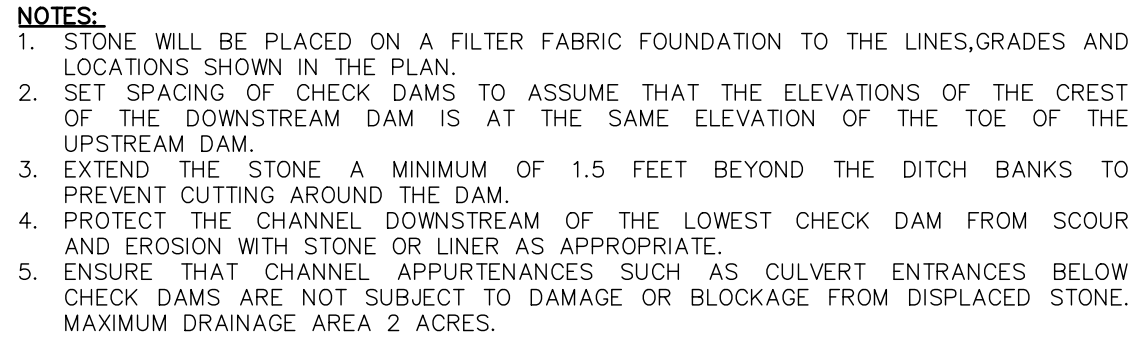 NOTES:
1. STONE WILL BE PLACED ON A FILTER FABRIC FOUNDATION TO THE LINES,GRADES AND
LOCATIONS SHOWN IN THE PLAN.
2. SET SPACING OF CHECK DAMS TO ASSUME THAT THE ELEVATIONS OF THE CREST
OF THE DOWNSTREAM DAM IS AT THE SAME ELEVATION OF THE TOE OF THE
UPSTREAM DAM.
3. EXTEND THE STONE A MINIMUM OF 1.5 FEET BEYOND THE DITCH BANKS TO
PREVENT CUTTING AROUND THE DAM.
4. PROTECT THE CHANNEL DOWNSTREAM OF THE LOWEST CHECK DAM FROM SCOUR
AND EROSION WITH STONE OR LINER AS APPROPRIATE.
5. ENSURE THAT CHANNEL APPURTENANCES SUCH AS CULVERT ENTRANCES BELOW
CHECK DAMS ARE NOT SUBJECT TO DAMAGE OR BLOCKAGE FROM DISPLACED STONE.
MAXIMUM DRAINAGE AREA 2 ACRES.